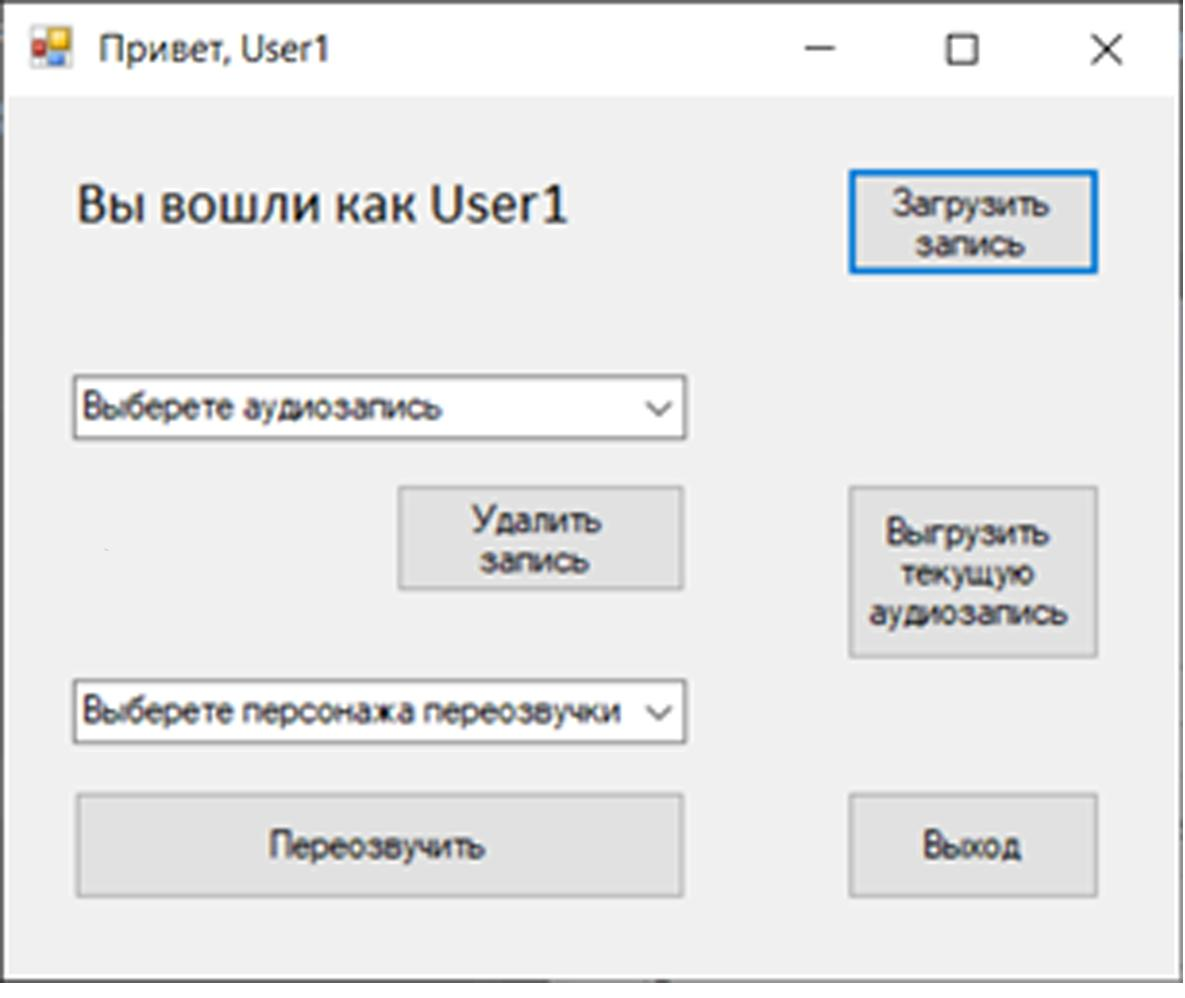 Привет, User1
Вы вошли как User1
Загрузить
запись
Выберете аудиозапись
Удалить
запись
Выгрузить
текущую
аудиозапись
Выберете персонажа переозвучки
Переозвучить
Выход